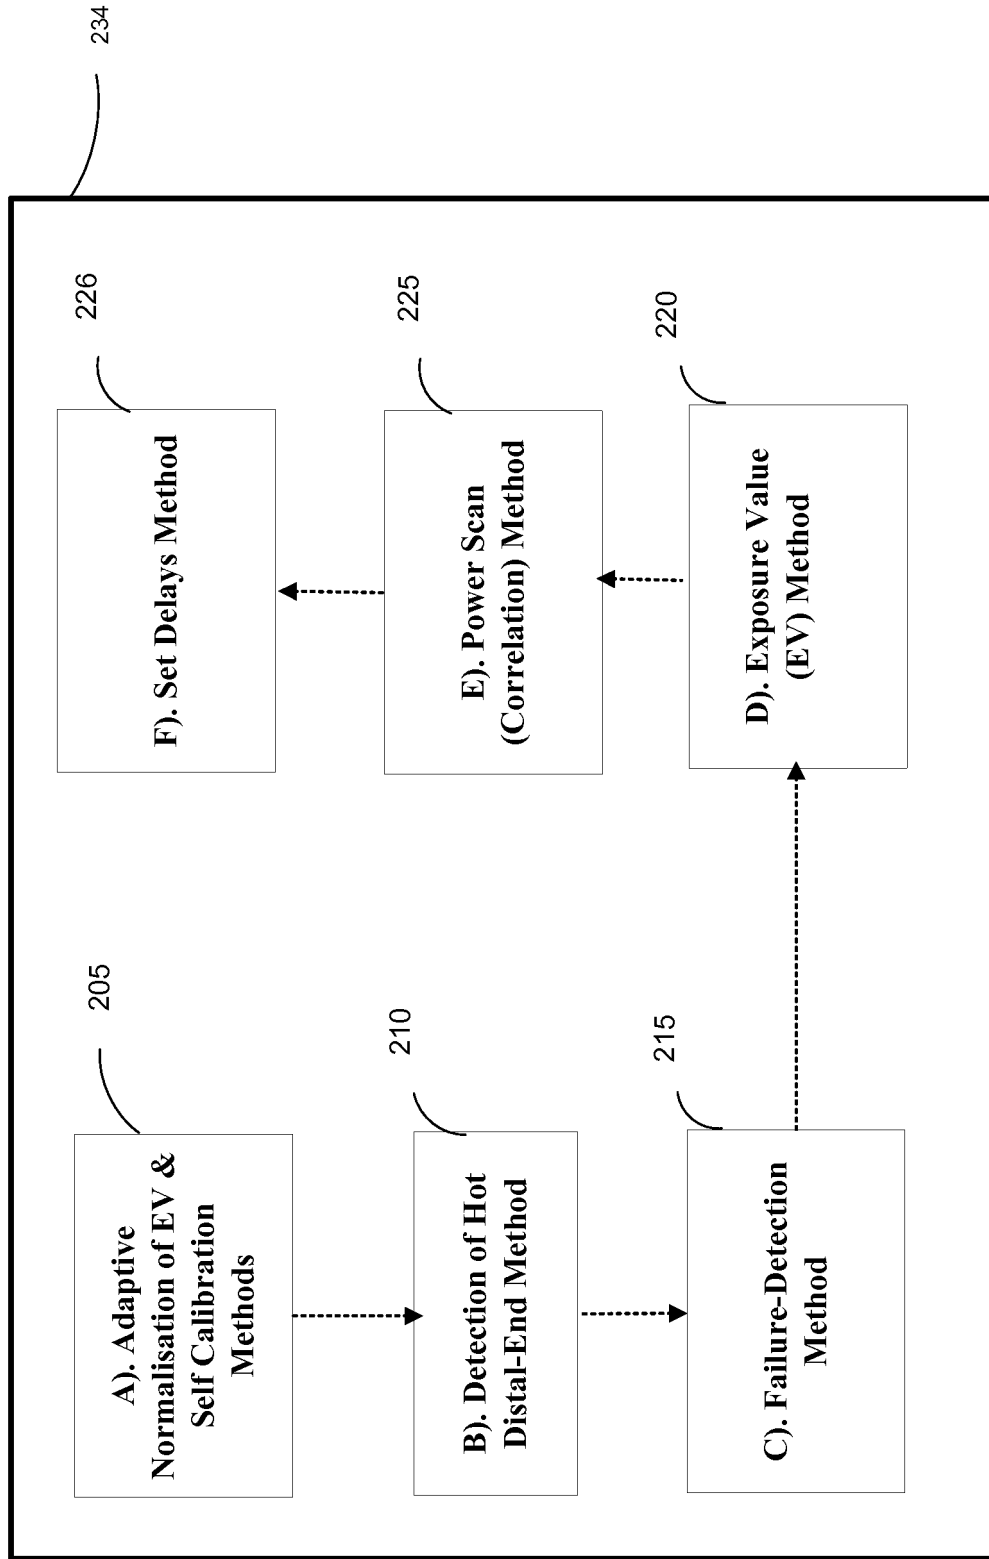 234
205
A). Adaptive
Normalisation of EV &
Self Calibration
Methods
210
B). Detection of Hot
Distal-End Method
215
C). Failure-Detection
Method
220
D). Exposure Value
(EV) Method
225
E). Power Scan
(Correlation) Method
226
F). Set Delays Method